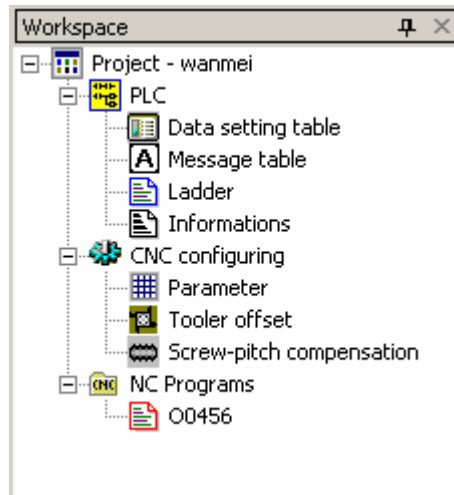 Workspace
Project - wanmei
PLC
Data setting table
Message table
Ladder
Informations
CNC configuring
Parameter
Tooler offset
Screw-pitch compensation
CNC NC Programs
O0456